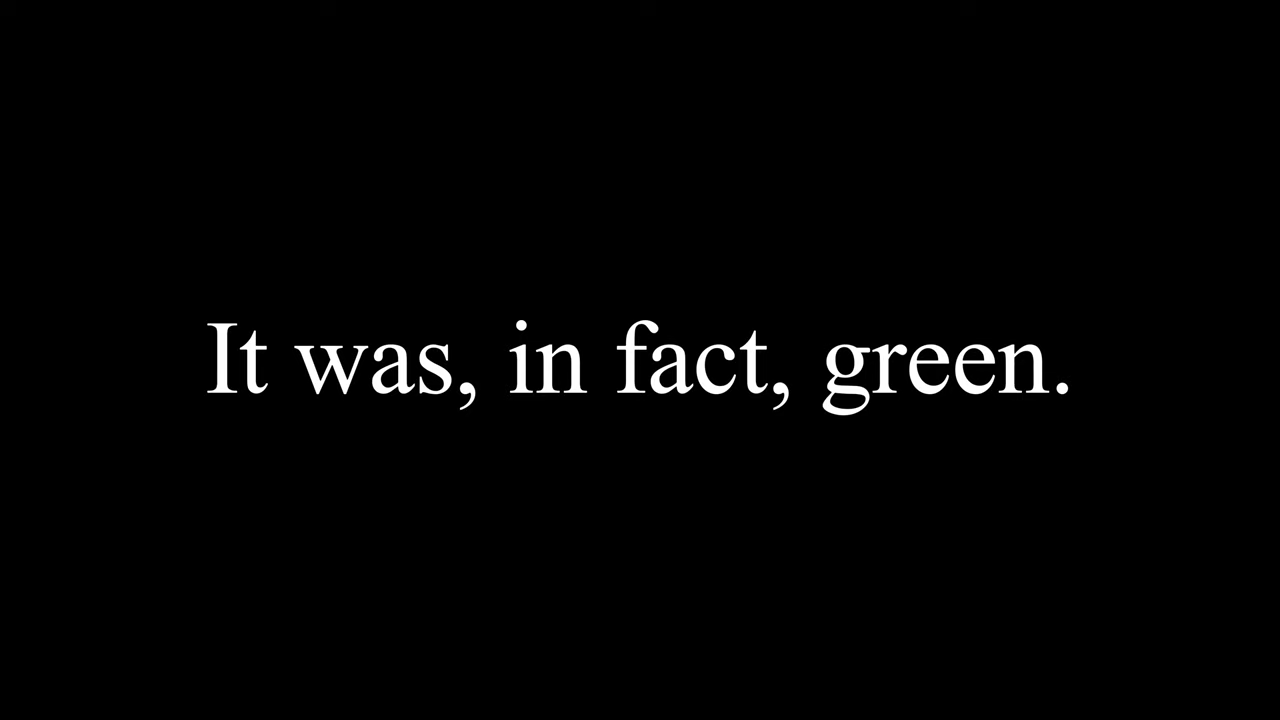 It was, in fact, green.